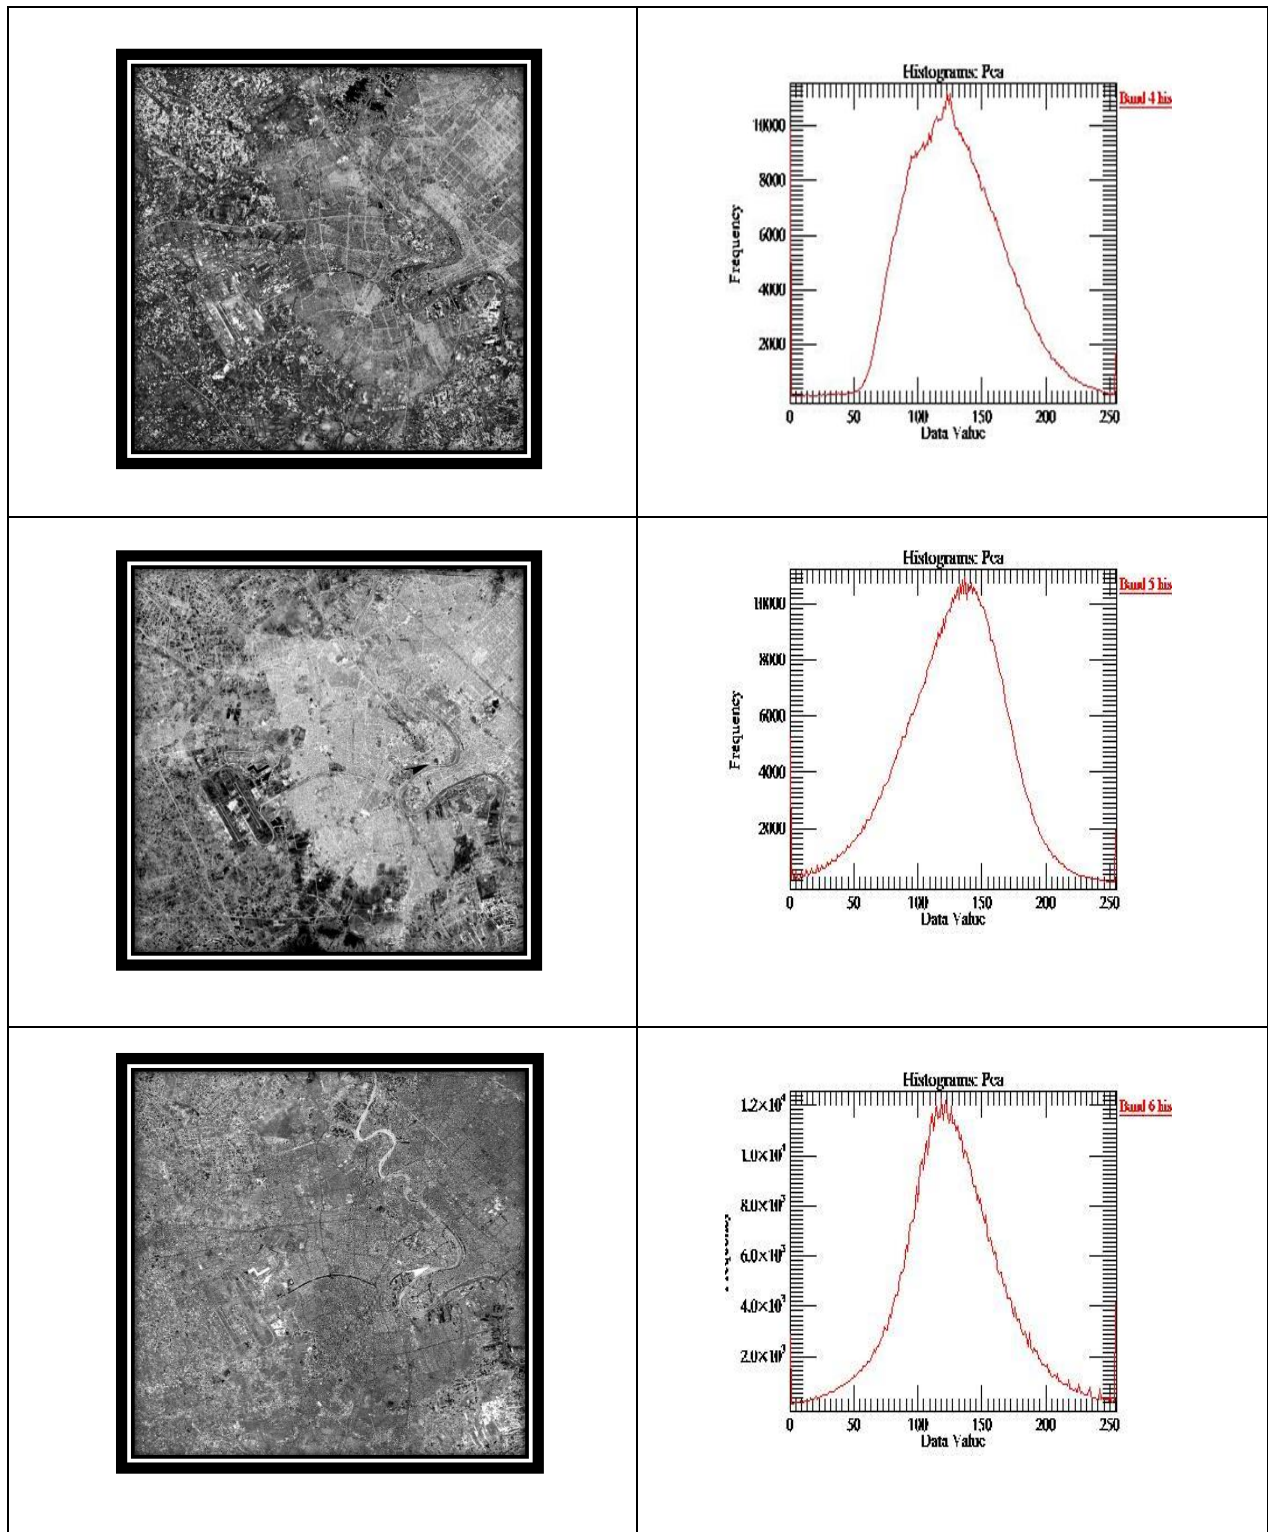 Histograms: Pca
Band 4 his
10000
8000
6000
4000
2000
Frequency
0 50 100 150 200 250
Data Value
Histograms: Pca
Band 5 his
10000
8000
6000
4000
2000
Frequency
0 50 100 150 200 250
Data Value
Histograms: Pca
Band 6 his
1.2×10⁴
1.0×10⁴
8.0×10³
6.0×10³
4.0×10³
2.0×10³
Frequency
0 50 100 150 200 250
Data Value